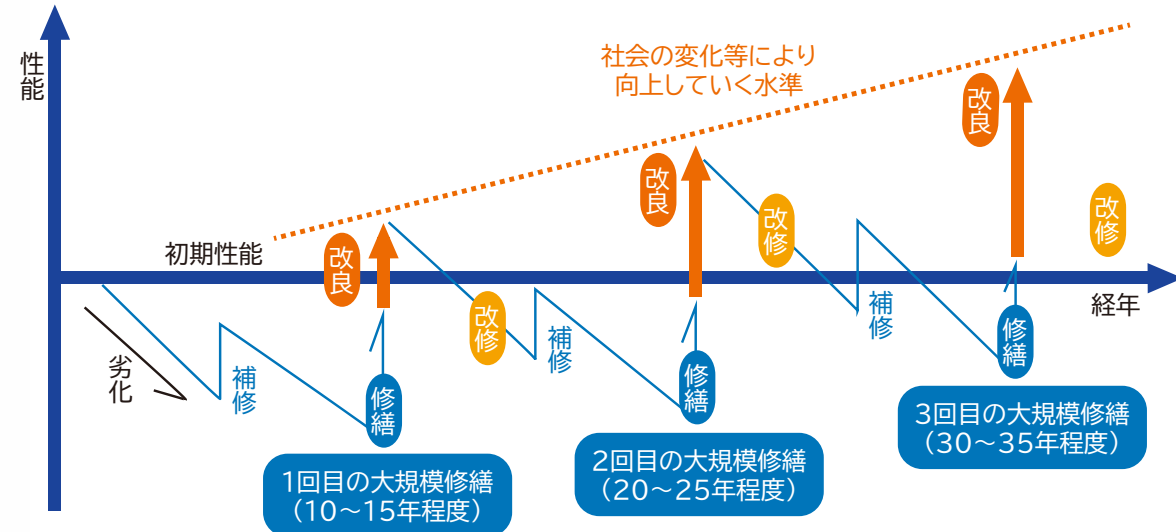 性能
社会の変化等により
向上していく水準
初期性能
劣化
補修
修繕
改良
改修
補修
修繕
改良
改修
補修
修繕
改良
改修
経年
1回目の大規模修繕
(10～15年程度)
2回目の大規模修繕
(20～25年程度)
3回目の大規模修繕
(30～35年程度)